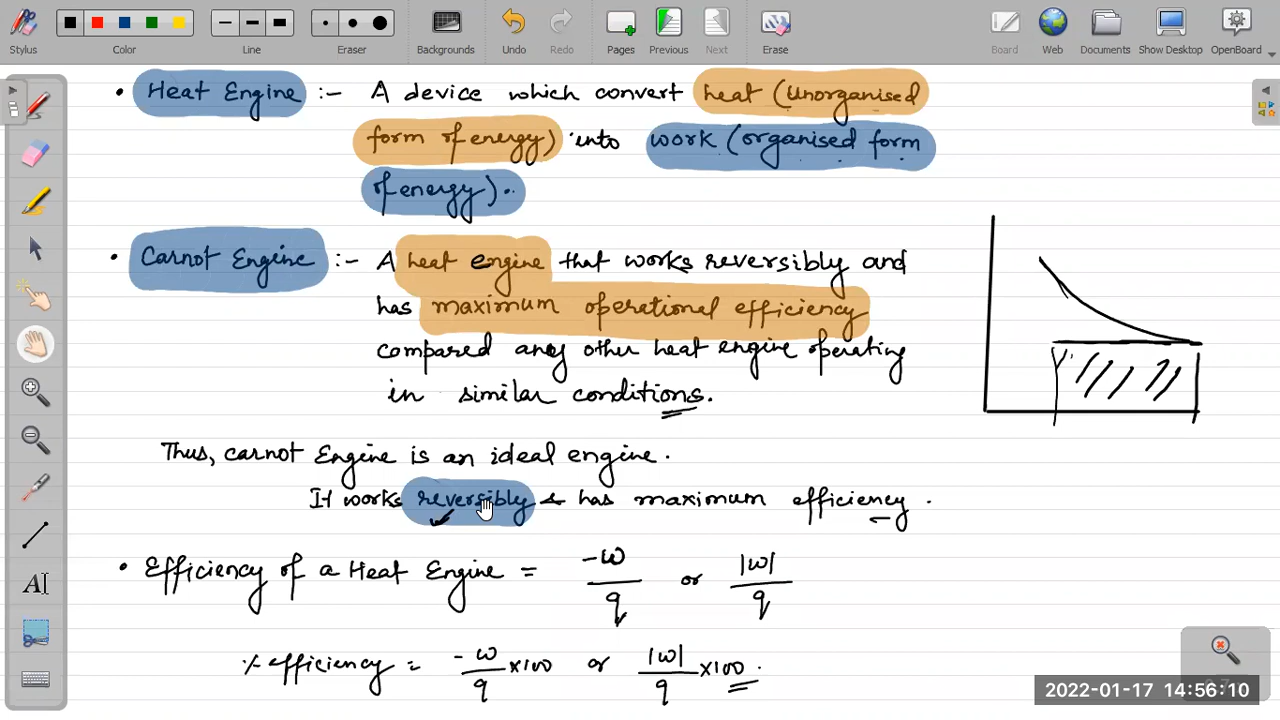 Stylus Color Line Eraser Backgrounds Undo Redo Pages Previous Next Erase Board Web Documents Show Desktop OpenBoard
• Heat Engine :- A device which convert heat (unorganised
form of energy) into work (organised form
of energy).
• Carnot Engine :- A heat engine that works reversibly and
has maximum operational efficiency
compared any other heat engine operating
in similar conditions.
Thus, carnot Engine is an ideal engine.
It works reversibly & has maximum efficiency.
• Efficiency of a Heat Engine = -w/q or |w|/q
% efficiency = -w/q ×100 or |w|/q ×100.
AI
2022-01-17 14:56:10